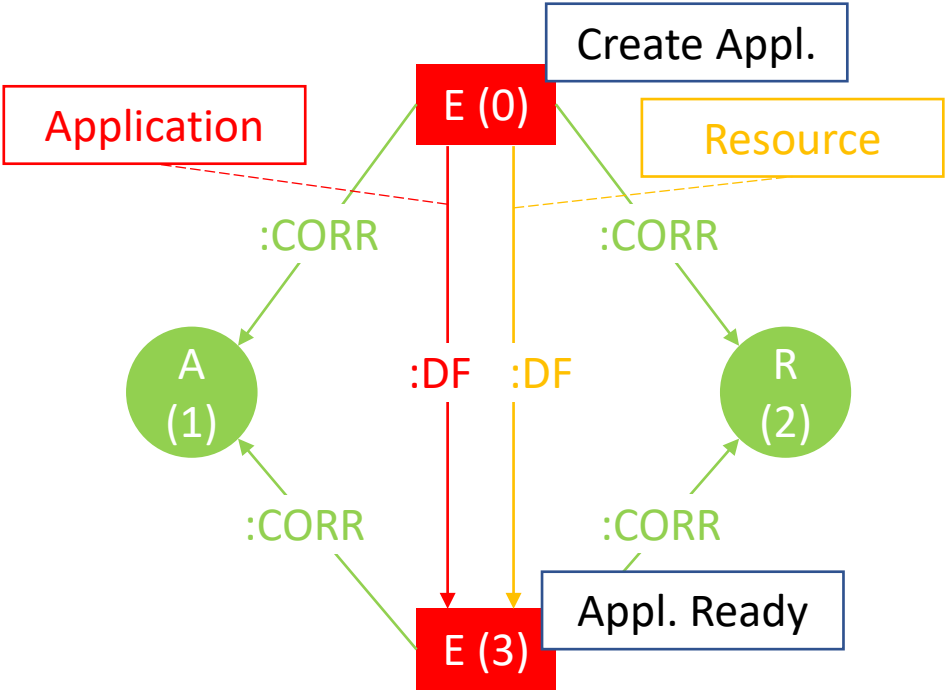 Create Appl.
E (0)
Application
Resource
:CORR
:CORR
A
(1)
:DF
:DF
R
(2)
:CORR
:CORR
Appl. Ready
E (3)